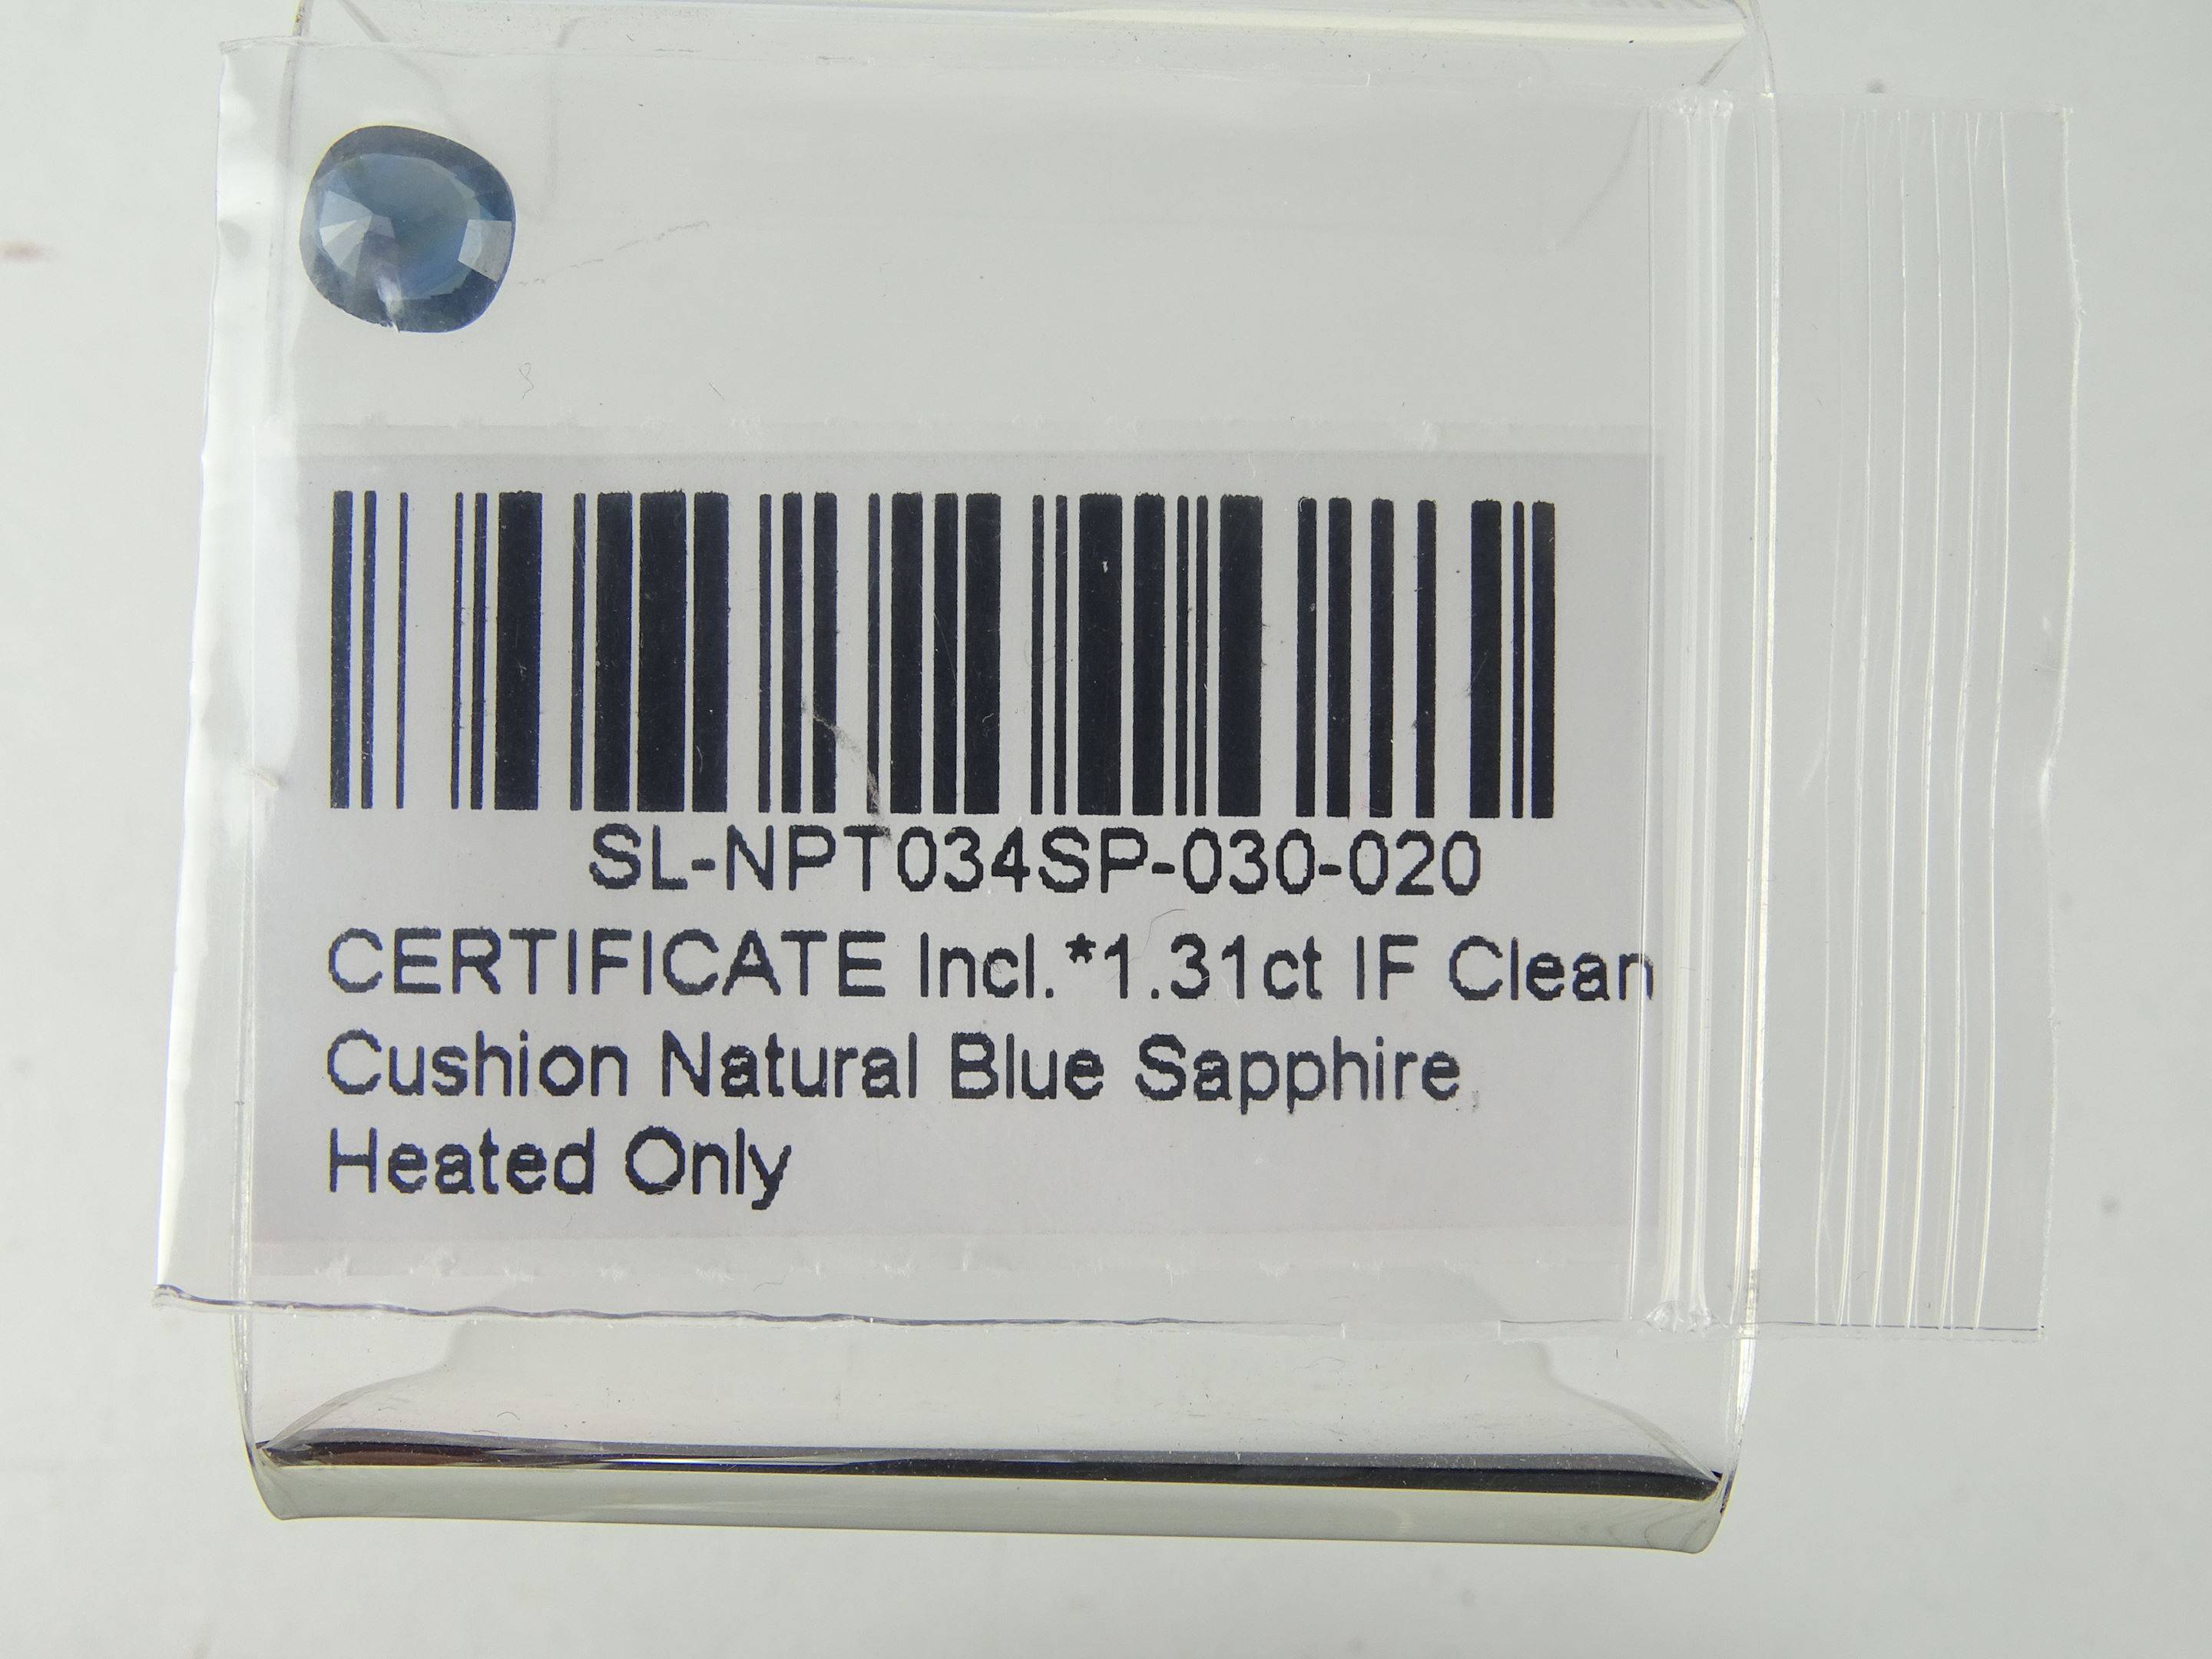 SL-NPT034SP-030-020
CERTIFICATE Incl.*1.31ct IF Clean
Cushion Natural Blue Sapphire,
Heated Only